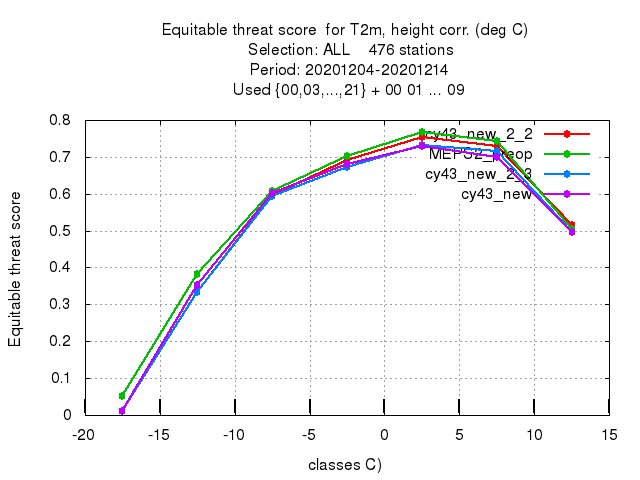 Equitable threat score  for T2m, height corr. (deg C)
Selection: ALL    476 stations
Period: 20201204-20201214
Used {00,03,...,21} + 00 01 ... 09
0.8
0.7
0.6
0.5
0.4
0.3
0.2
0.1
0
Equitable threat score
cy43_new_2_2
cy43_new_2_3
cy43_new
-20 -15 -10 -5 0 5 10 15
classes C)